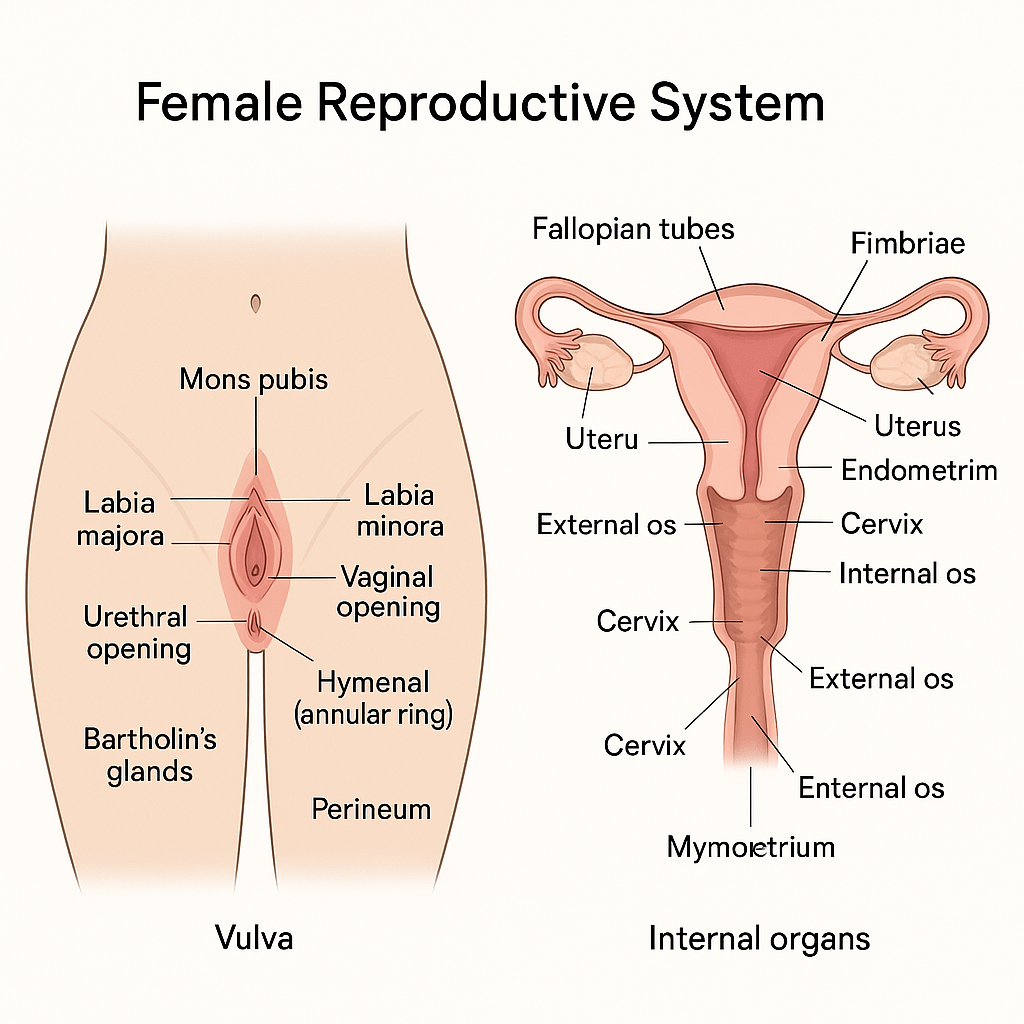 Female Reproductive System
Mons pubis
Labia
majora
Labia
minora
Vaginal
opening
Urethral
opening
Hymenal
(annular ring)
Bartholin's
glands
Perineum
Vulva
Fallopian tubes
Fimbriae
Uteru
Uterus
Endometrim
External os
Cervix
Internal os
Cervix
External os
Cervix
Enternal os
Internal organs